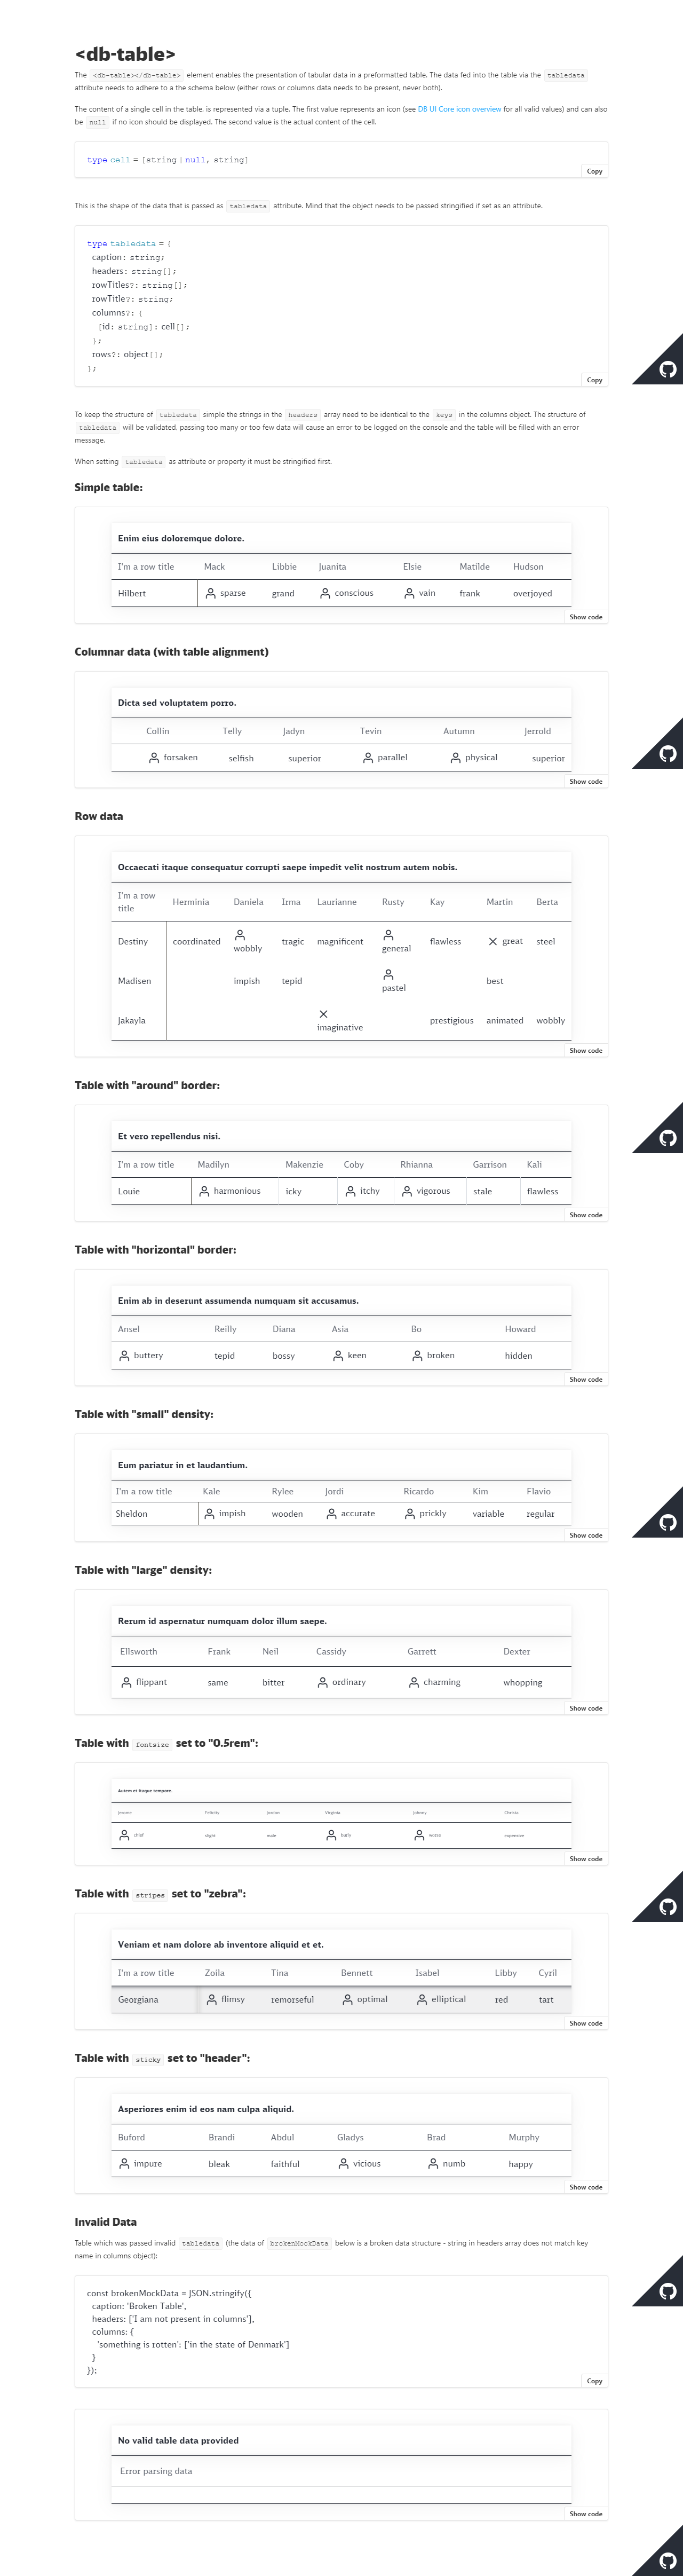 <db-table>
The <db-table></db-table> element enables the presentation of tabular data in a preformatted table. The data fed into the table via the tabledata
attribute needs to adhere to a the schema below (either rows or columns data needs to be present, never both).
The content of a single cell in the table, is represented via a tuple. The first value represents an icon (see DB UI Core icon overview for all valid values) and can also
be null if no icon should be displayed. The second value is the actual content of the cell.
type cell = [string | null, string]
Copy
This is the shape of the data that is passed as tabledata attribute. Mind that the object needs to be passed stringified if set as an attribute.
type tabledata = {
caption: string;
headers: string[];
rowTitles?: string[];
rowTitle?: string;
columns?: {
[id: string]: cell[];
};
rows?: object[];
};
Copy
To keep the structure of tabledata simple the strings in the headers array need to be identical to the keys in the columns object. The structure of
tabledata will be validated, passing too many or too few data will cause an error to be logged on the console and the table will be filled with an error
message.
When setting tabledata as attribute or property it must be stringified first.
Simple table:
Enim eius doloremque dolore.
I'm a row title Mack Libbie Juanita Elsie Matilde Hudson
Hilbert sparse grand conscious vain frank overjoyed
Show code
Columnar data (with table alignment)
Dicta sed voluptatem porro.
Collin Telly Jadyn Tevin Autumn Jerrold
forsaken selfish superior parallel physical superior
Show code
Row data
Occaecati itaque consequatur corrupti saepe impedit velit nostrum autem nobis.
I'm a row
title Herminia Daniela Irma Laurianne Rusty Kay Martin Berta
Destiny coordinated wobbly tragic magnificent general flawless great steel
Madisen impish tepid pastel best
Jakayla imaginative prestigious animated wobbly
Show code
Table with "around" border:
Et vero repellendus nisi.
I'm a row title Madilyn Makenzie Coby Rhianna Garrison Kali
Louie harmonious icky itchy vigorous stale flawless
Show code
Table with "horizontal" border:
Enim ab in deserunt assumenda numquam sit accusamus.
Ansel Reilly Diana Asia Bo Howard
buttery tepid bossy keen broken hidden
Show code
Table with "small" density:
Eum pariatur in et laudantium.
I'm a row title Kale Rylee Jordi Ricardo Kim Flavio
Sheldon impish wooden accurate prickly variable regular
Show code
Table with "large" density:
Rerum id aspernatur numquam dolor illum saepe.
Ellsworth Frank Neil Cassidy Garrett Dexter
flippant same bitter ordinary charming whopping
Show code
Table with fontsize set to "0.5rem":
Autem et itaque tempore.
Felicity Virginia Johnny
chief slight male burly worse expensive
Show code
Table with stripes set to "zebra":
Veniam et nam dolore ab inventore aliquid et et.
I'm a row title Zoila Tina Bennett Isabel Libby Cyril
Georgiana flimsy remorseful optimal elliptical red tart
Show code
Table with sticky set to "header":
Asperiores enim id eos nam culpa aliquid.
Buford Brandi Abdul Gladys Brad Murphy
impure bleak faithful vicious numb happy
Show code
Invalid Data
Table which was passed invalid tabledata (the data of brokenMockData below is a broken data structure - string in headers array does not match key
name in columns object):
const brokenMockData = JSON.stringify({
caption: 'Broken Table',
headers: ['I am not present in columns'],
columns: {
'something is rotten': ['in the state of Denmark']
}
});
Copy
No valid table data provided
Error parsing data
Show code